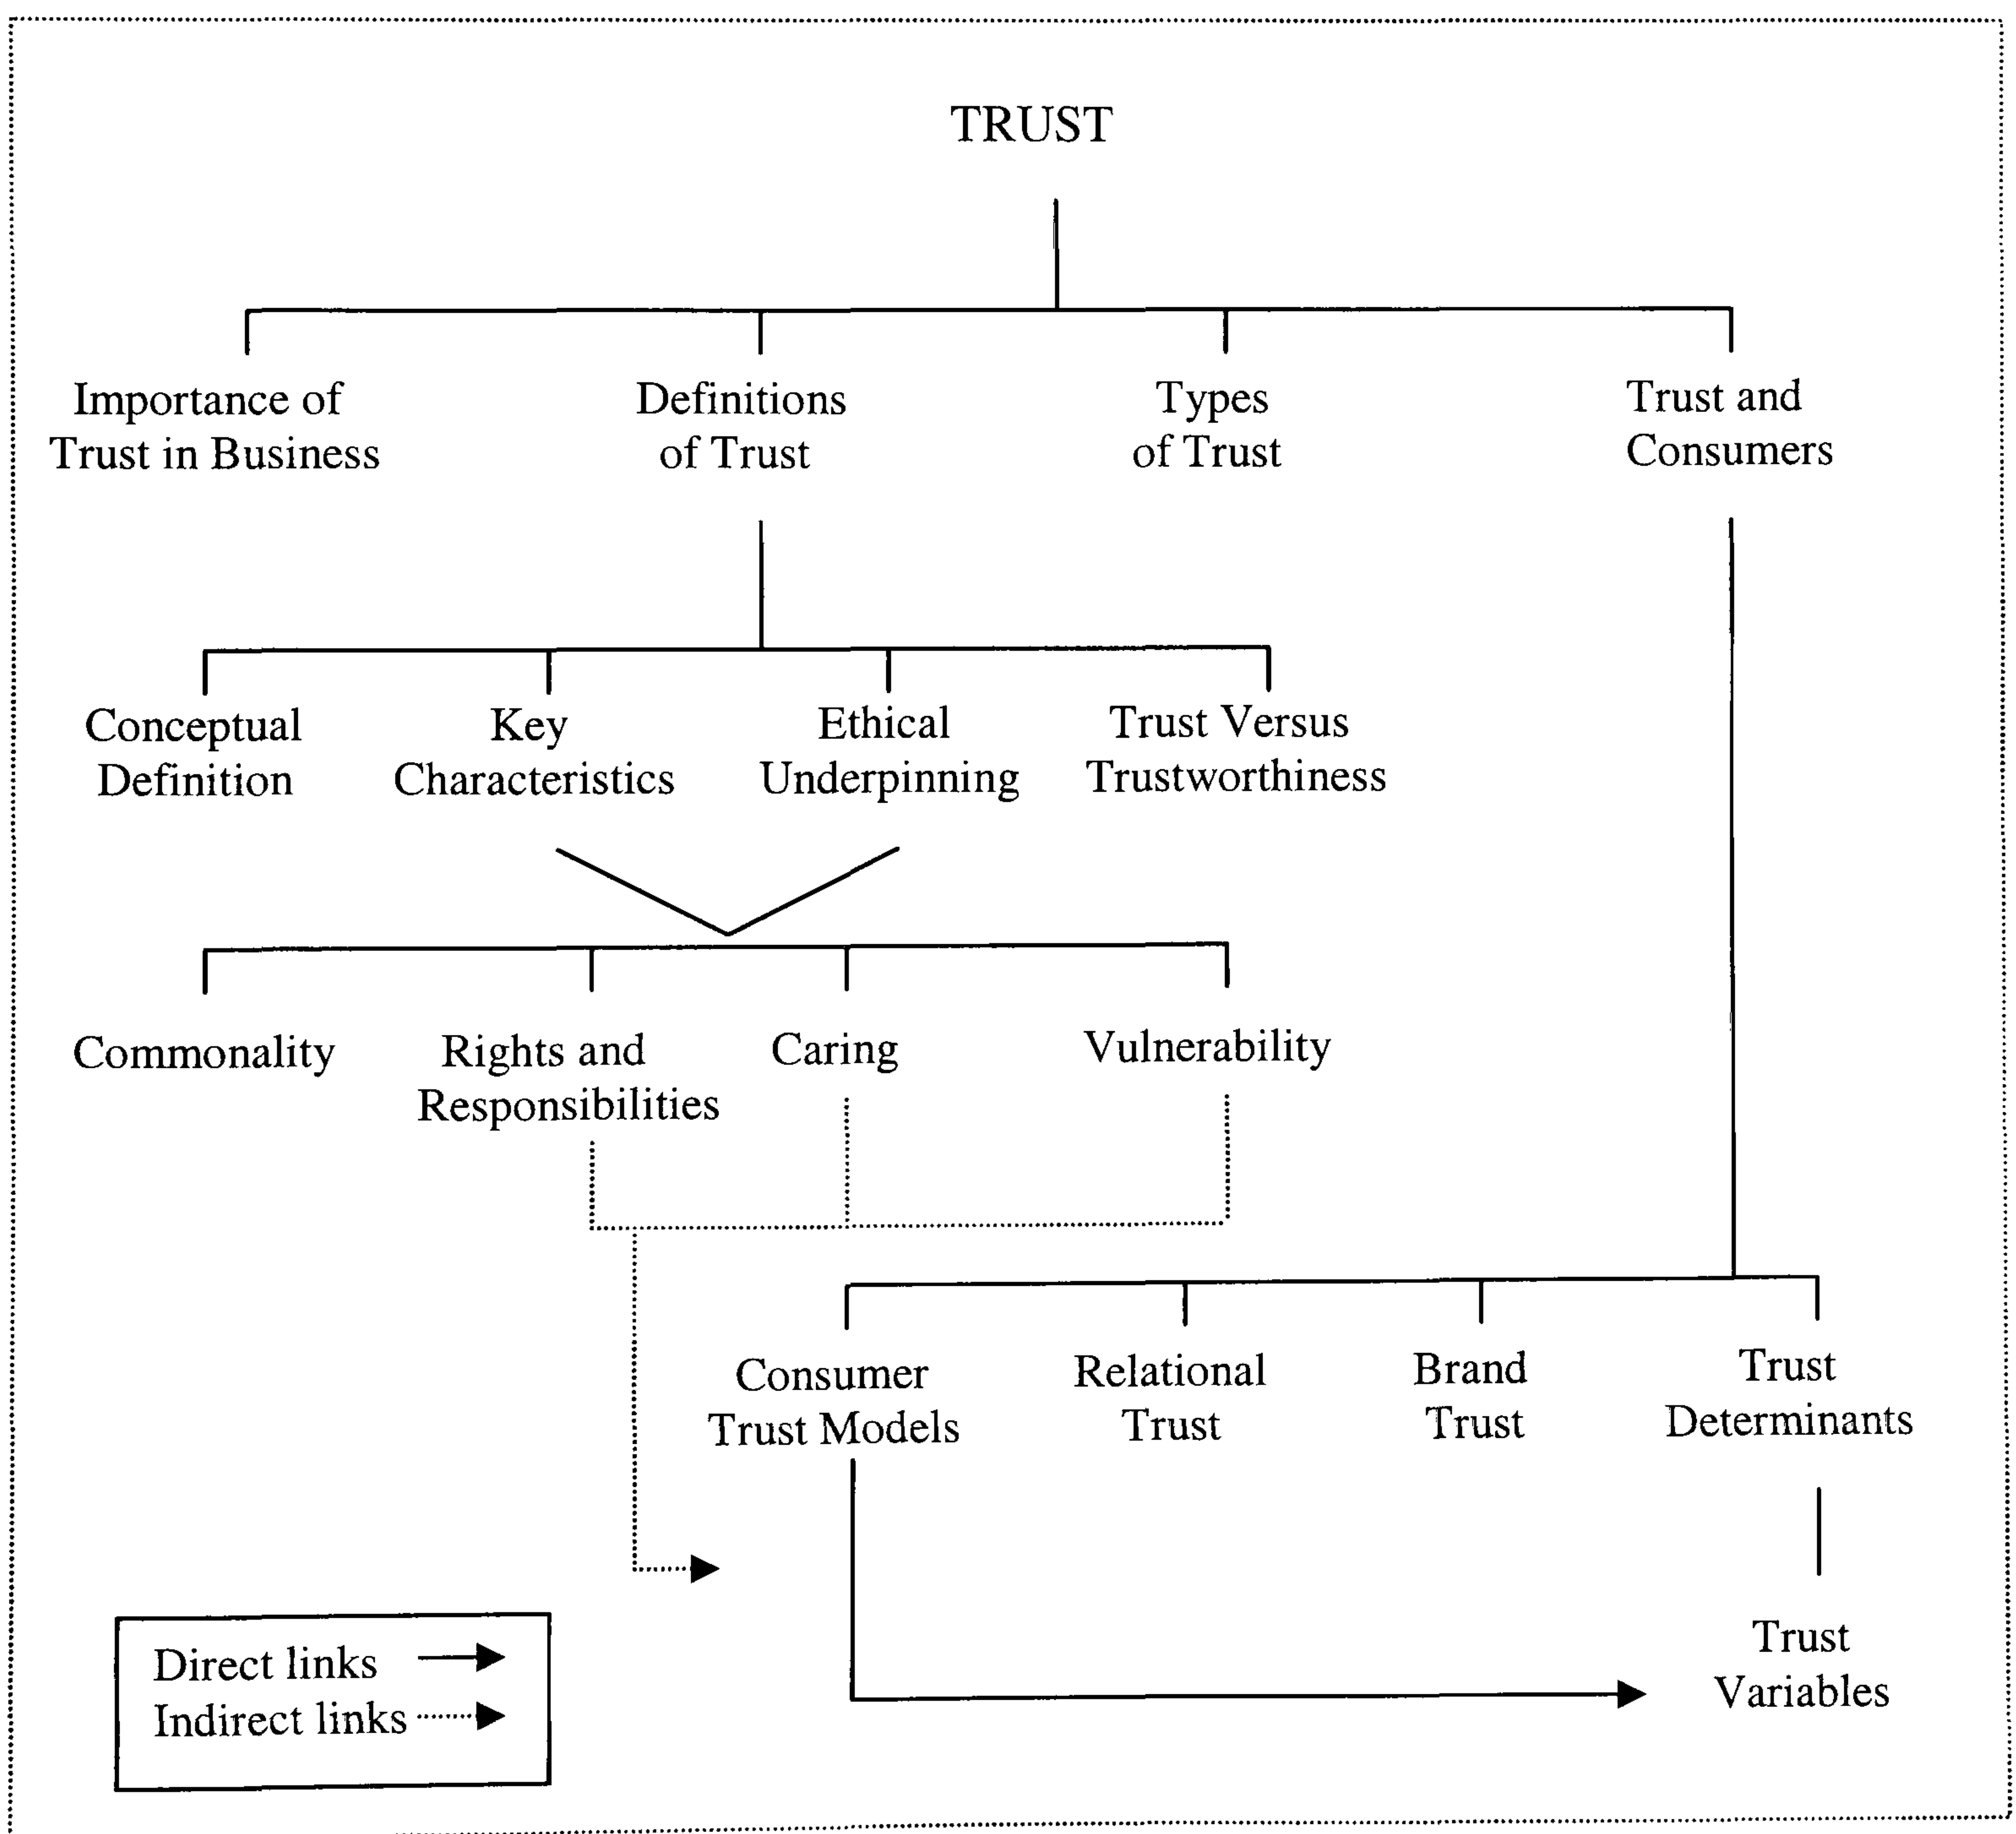 TRUST
Importance of
Trust in Business
Definitions
of Trust
Types
of Trust
Trust and
Consumers
Conceptual
Definition
Key
Characteristics
Ethical
Underpinning
Trust Versus
Trustworthiness
Commonality
Rights and
Responsibilities
Caring
Vulnerability
Consumer
Trust Models
Relational
Trust
Brand
Trust
Trust
Determinants
Trust
Variables
Direct links
Indirect links